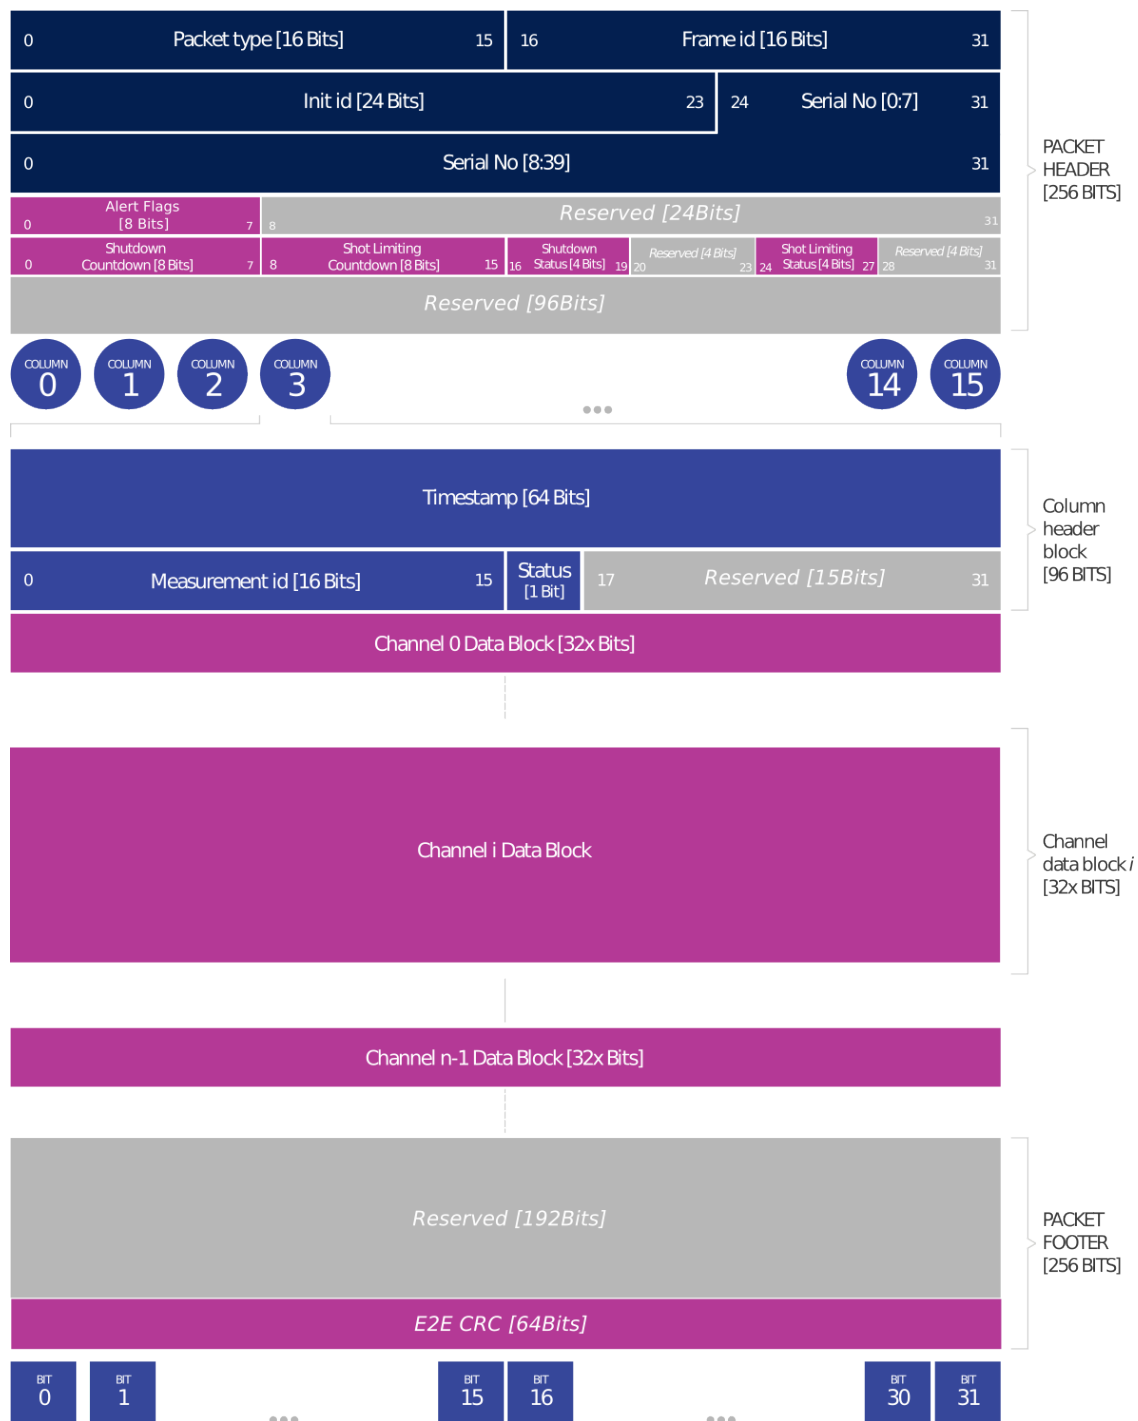 0 Packet type [16 Bits] 15 16 Frame id [16 Bits] 31
0 Init id [24 Bits] 23 24 Serial No [0:7] 31
0 Serial No [8:39] 31
PACKET
HEADER
[256 BITS]
Alert Flags
[8 Bits]
0 7 8 Reserved [24Bits] 31
Shutdown
Countdown [8 Bits]
0 7
Shot Limiting
Countdown [8 Bits]
8 15
Shutdown
Status [4 Bits]
16 19
Reserved [4 Bits]
20 23
Shot Limiting
Status [4 Bits]
24 27
Reserved [4 Bits]
28 31
Reserved [96Bits]
COLUMN
0
COLUMN
1
COLUMN
2
COLUMN
3
COLUMN
14
COLUMN
15
Timestamp [64 Bits]
Column
header
block
[96 BITS]
0 Measurement id [16 Bits] 15
Status
[1 Bit]
17 Reserved [15Bits] 31
Channel 0 Data Block [32x Bits]
Channel i Data Block
Channel
data block i
[32x BITS]
Channel n-1 Data Block [32x Bits]
Reserved [192Bits]
PACKET
FOOTER
[256 BITS]
E2E CRC [64Bits]
BIT
0
BIT
1
BIT
15
BIT
16
BIT
30
BIT
31